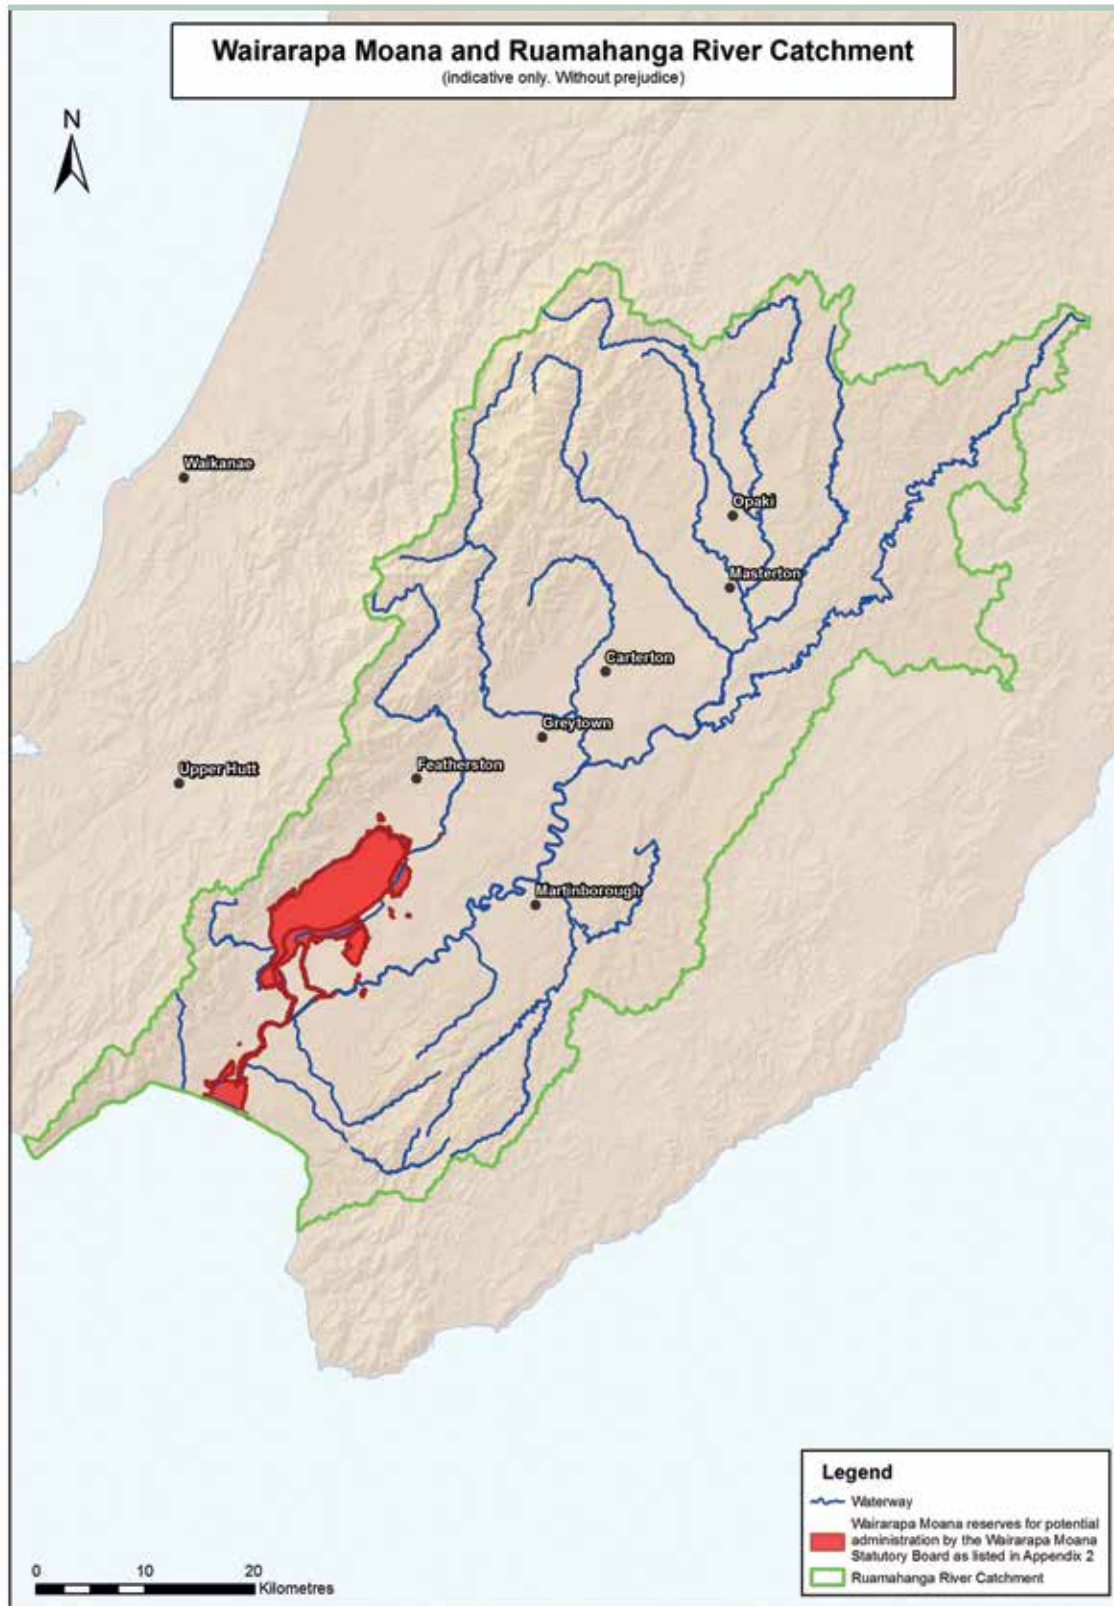 Wairarapa Moana and Ruamahanga River Catchment
(indicative only. Without prejudice)
N
Waikanae
Opaki
Masterton
Carterton
Greytown
Featherston
Upper Hutt
Martinborough
Legend
Waterway
Wairarapa Moana reserves for potential
administration by the Wairarapa Moana
Statutory Board as listed in Appendix 2
Ruamahanga River Catchment
0 10 20
Kilometres